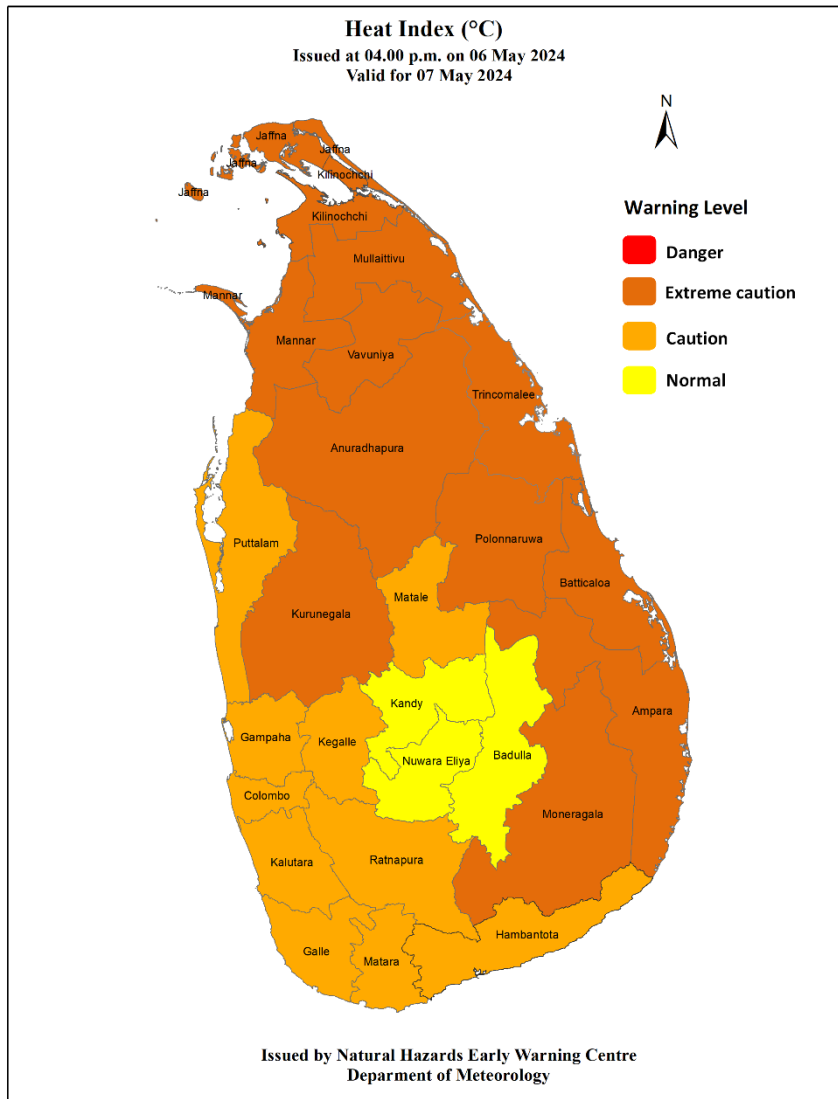 Heat Index (°C)
Issued at 04.00 p.m. on 06 May 2024
Valid for 07 May 2024
N
Jaffna
Jaffna
Jaffna
Kilinochchi
Jaffna
Kilinochchi
Mullaittivu
Mannar
Mannar
Vavuniya
Trincomalee
Anuradhapura
Puttalam
Polonnaruwa
Batticaloa
Matale
Kurunegala
Kandy
Ampara
Gampaha
Kegalle
Nuwara Eliya
Badulla
Colombo
Moneragala
Kalutara
Ratnapura
Hambantota
Galle
Matara
Warning Level
Danger
Extreme caution
Caution
Normal
Issued by Natural Hazards Early Warning Centre
Deparment of Meteorology